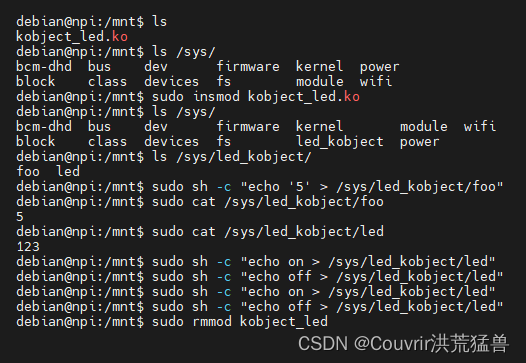 debian@npi:/mnt$ ls
kobject_led.ko
debian@npi:/mnt$ ls /sys/
bcm-dhd  bus    dev      firmware  kernel  power
block    class  devices  fs        module  wifi
debian@npi:/mnt$ sudo insmod kobject_led.ko
debian@npi:/mnt$ ls /sys/
bcm-dhd  bus    dev      firmware  kernel       module  wifi
block    class  devices  fs        led_kobject  power
debian@npi:/mnt$ ls /sys/led_kobject/
foo  led
debian@npi:/mnt$ sudo sh -c "echo '5' > /sys/led_kobject/foo"
debian@npi:/mnt$ sudo cat /sys/led_kobject/foo
5
debian@npi:/mnt$ sudo cat /sys/led_kobject/led
123
debian@npi:/mnt$ sudo sh -c "echo on > /sys/led_kobject/led"
debian@npi:/mnt$ sudo sh -c "echo off > /sys/led_kobject/led"
debian@npi:/mnt$ sudo sh -c "echo on > /sys/led_kobject/led"
debian@npi:/mnt$ sudo sh -c "echo off > /sys/led_kobject/led"
debian@npi:/mnt$ sudo rmmod kobject_led
CSDN @Couvrir洪荒猛兽